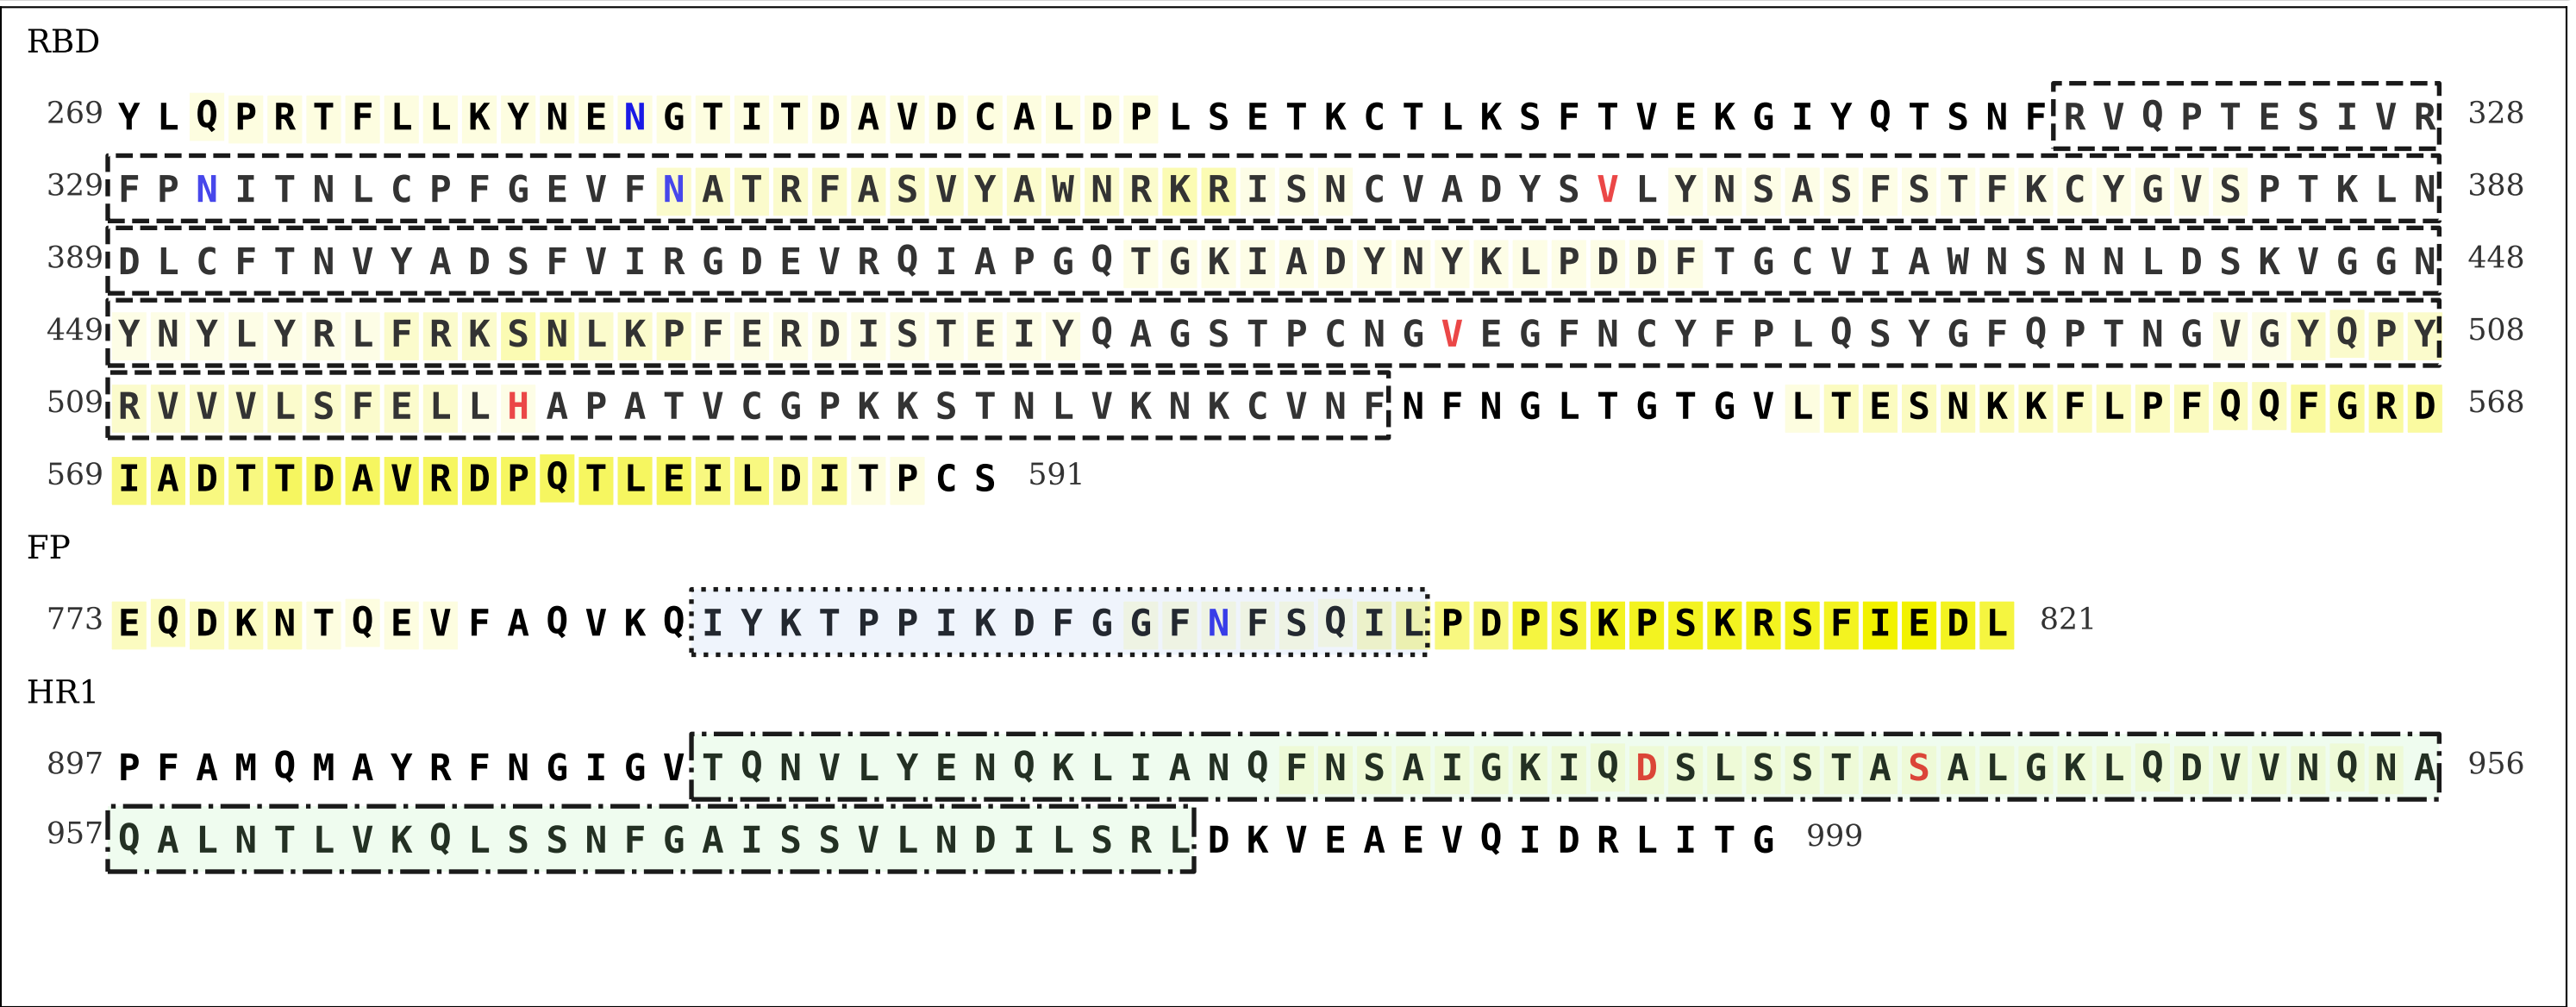 RBD
269 Y L Q P R T F L L K Y N E N G T I T D A V D C A L D P L S E T K C T L K S F T V E K G I Y Q T S N F R V Q P T E S I V R 328
329 F P N I T N L C P F G E V F N A T R F A S V Y A W N R K R I S N C V A D Y S V L Y N S A S F S T F K C Y G V S P T K L N 388
389 D L C F T N V Y A D S F V I R G D E V R Q I A P G Q T G K I A D Y N Y K L P D D F T G C V I A W N S N N L D S K V G G N 448
449 Y N Y L Y R L F R K S N L K P F E R D I S T E I Y Q A G S T P C N G V E G F N C Y F P L Q S Y G F Q P T N G V G Y Q P Y 508
509 R V V V L S F E L L H A P A T V C G P K K S T N L V K N K C V N F N F N G L T G T G V L T E S N K K F L P F Q Q F G R D 568
569 I A D T T D A V R D P Q T L E I L D I T P C S 591
FP
773 E Q D K N T Q E V F A Q V K Q I Y K T P P I K D F G G F N F S Q I L P D P S K P S K R S F I E D L 821
HR1
897 P F A M Q M A Y R F N G I G V T Q N V L Y E N Q K L I A N Q F N S A I G K I Q D S L S S T A S A L G K L Q D V V N Q N A 956
957 Q A L N T L V K Q L S S N F G A I S S V L N D I L S R L D K V E A E V Q I D R L I T G 999